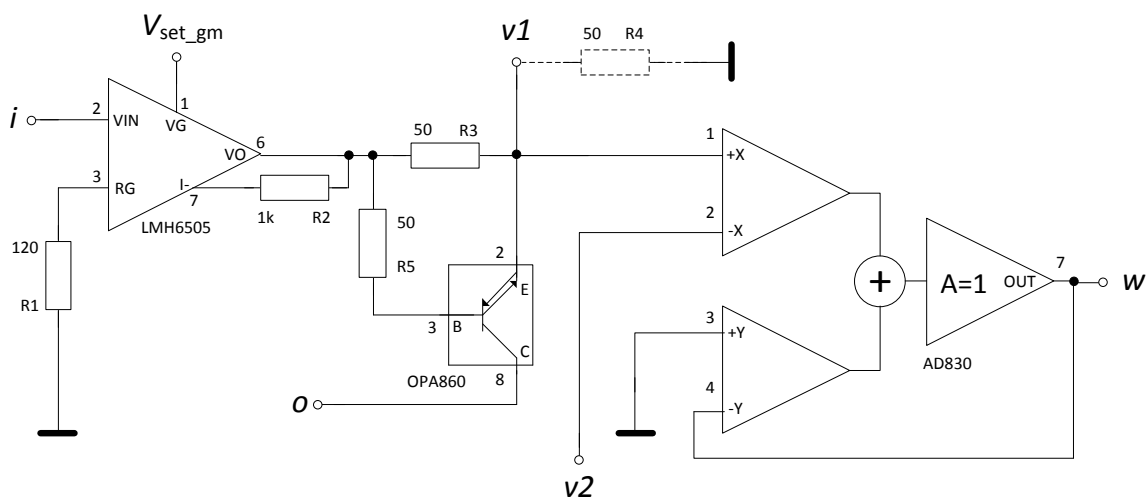 V set_gm
i
2
VIN
1
VG
3
RG
VO
6
I-
7
LMH6505
120
R1
1k
R2
50
R3
50
R5
v1
50
R4
2
E
3
B
C
OPA860
8
o
1
+X
2
-X
3
+Y
4
-Y
v2
+
A=1
OUT
7
AD830
w